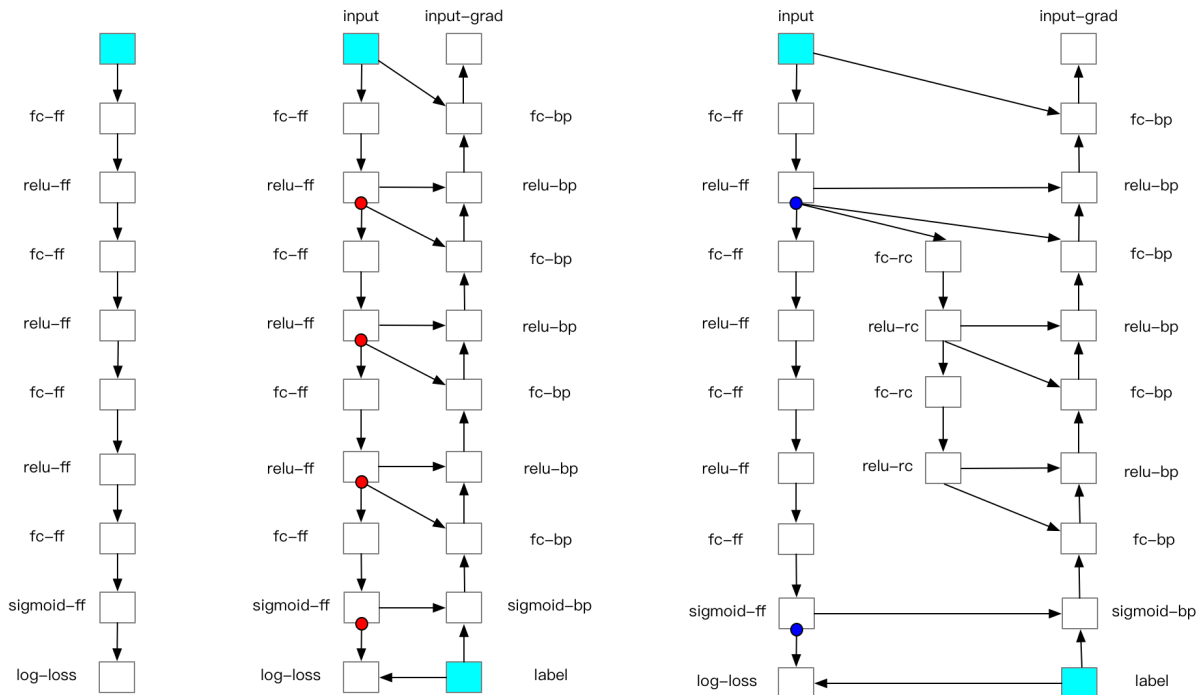 input
input-grad
input
input-grad
fc-ff
fc-ff
fc-bp
fc-ff
fc-bp
relu-ff
relu-ff
relu-bp
relu-ff
relu-bp
fc-ff
fc-ff
fc-bp
fc-ff
fc-rc
fc-bp
relu-ff
relu-ff
relu-bp
relu-ff
relu-rc
relu-bp
fc-ff
fc-ff
fc-bp
fc-ff
fc-rc
fc-bp
relu-ff
relu-ff
relu-bp
relu-ff
relu-rc
relu-bp
fc-ff
fc-ff
fc-bp
fc-ff
fc-bp
sigmoid-ff
sigmoid-ff
sigmoid-bp
sigmoid-ff
sigmoid-bp
log-loss
log-loss
label
log-loss
label